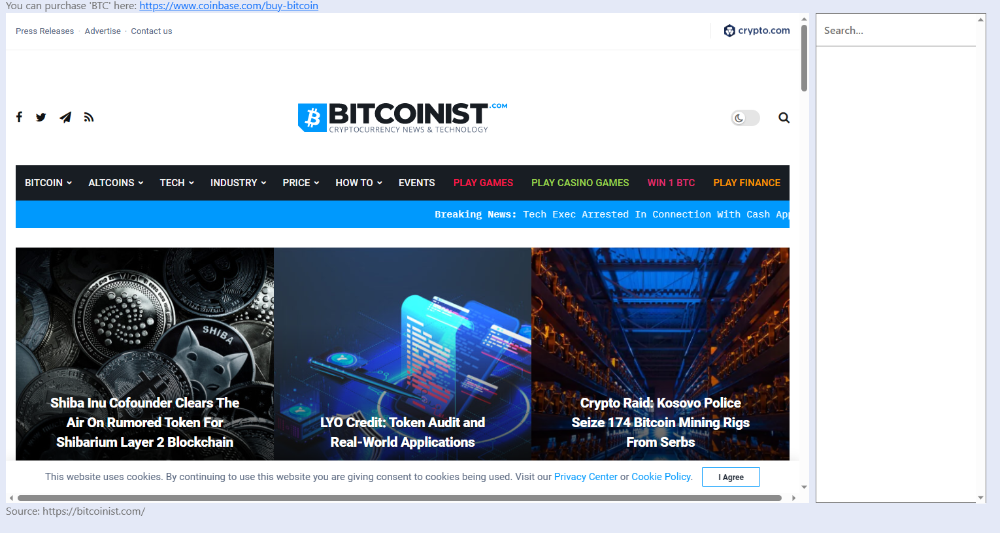 You can purchase 'BTC' here: https://www.coinbase.com/buy-bitcoin
Press Releases · Advertise · Contact us
crypto.com
Search...
BITCOINIST.COM
CRYPTOCURRENCY NEWS & TECHNOLOGY
BITCOIN ALTCOINS TECH INDUSTRY PRICE HOW TO EVENTS PLAY GAMES PLAY CASINO GAMES WIN 1 BTC PLAY FINANCE
Breaking News: Tech Exec Arrested In Connection With Cash App
SHIBA
Shiba Inu Cofounder Clears The
Air On Rumored Token For
Shibarium Layer 2 Blockchain
LYO Credit: Token Audit and
Real-World Applications
Crypto Raid: Kosovo Police
Seize 174 Bitcoin Mining Rigs
From Serbs
This website uses cookies. By continuing to use this website you are giving consent to cookies being used. Visit our Privacy Center or Cookie Policy.
I Agree
Source: https://bitcoinist.com/